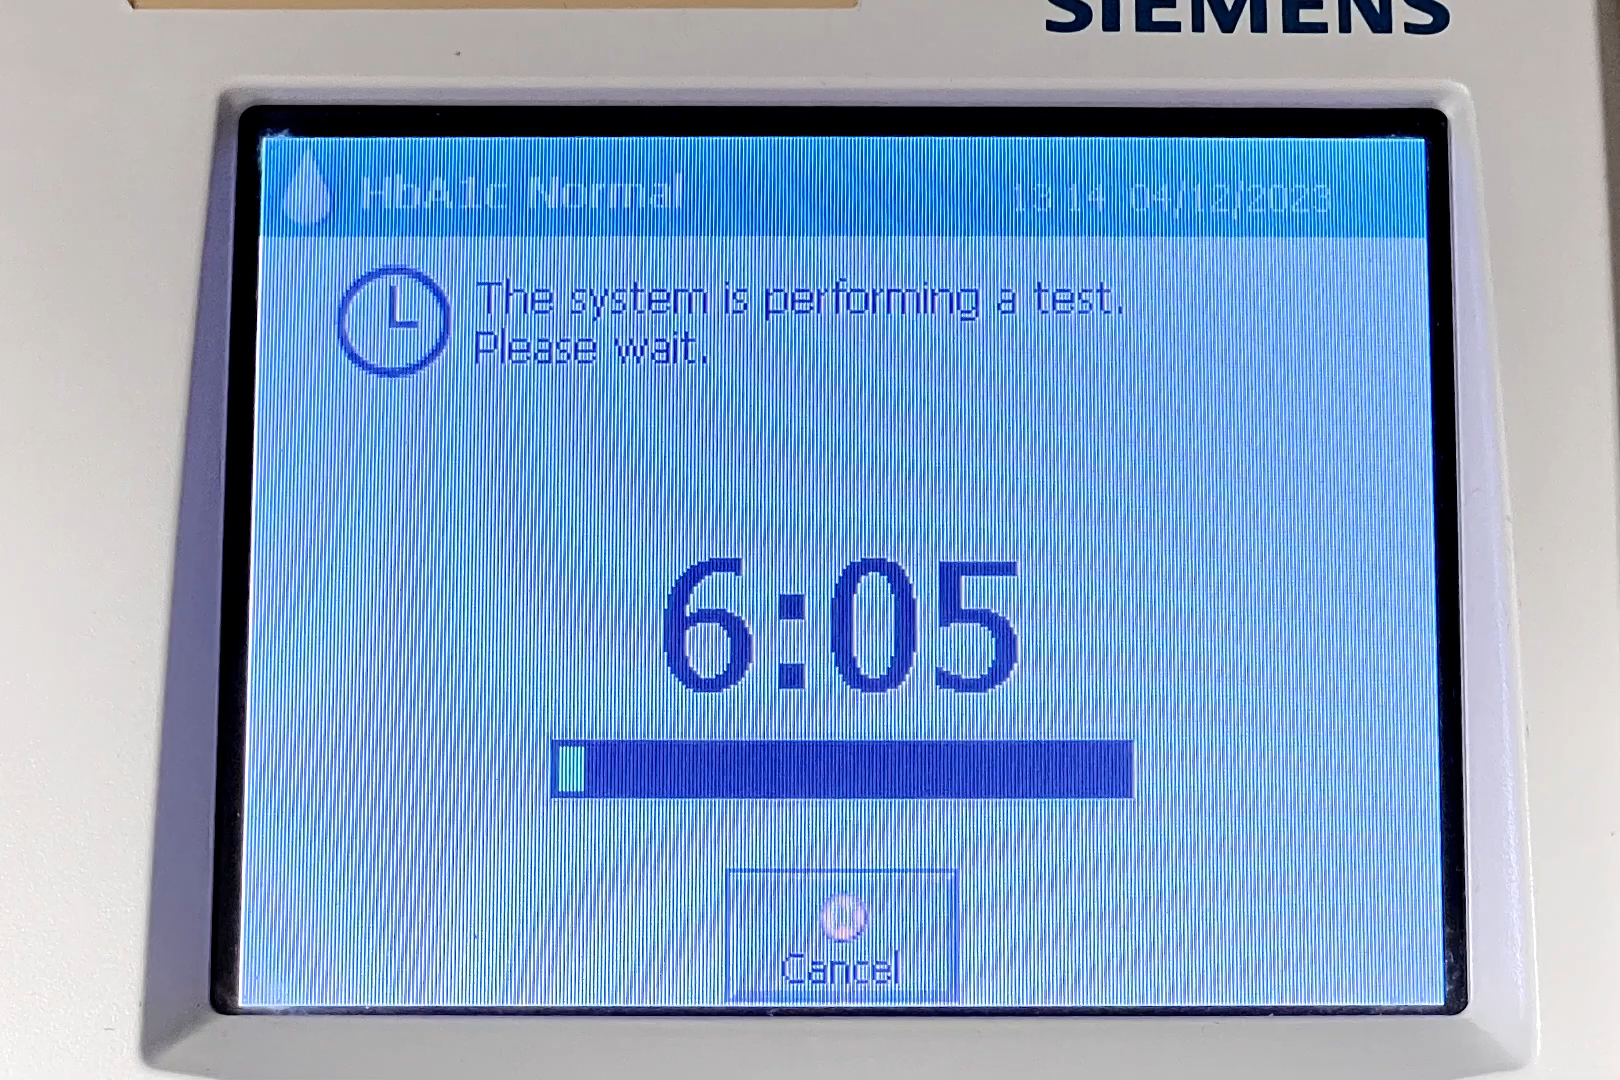 SIEMENS
HbA1c Normal 13:14 04/12/2023
The system is performing a test.
Please wait.
6:05
Cancel